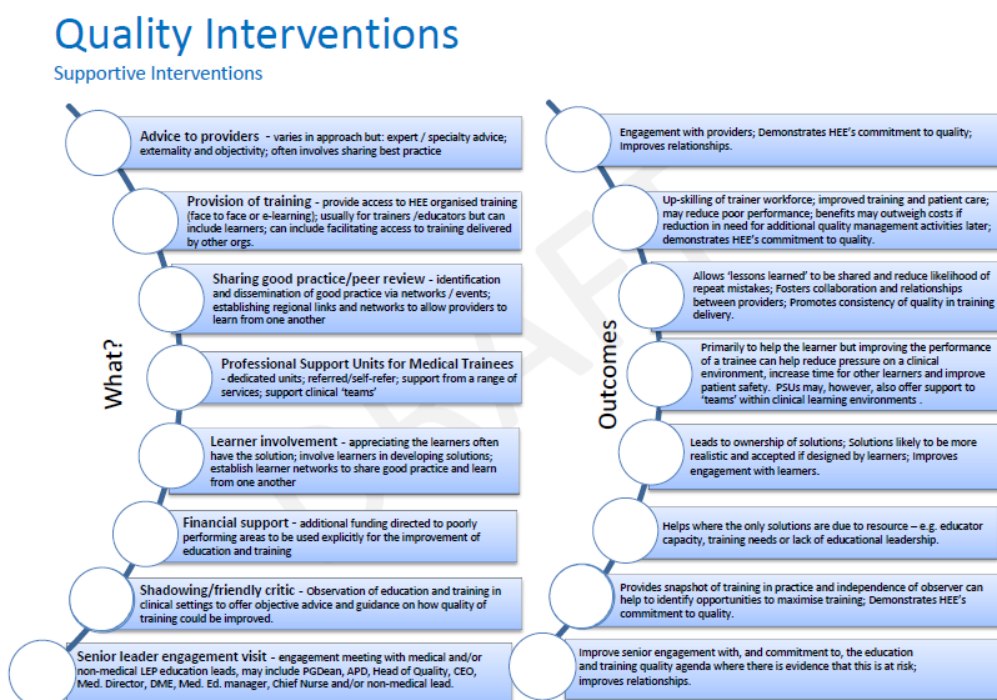 Quality Interventions
Supportive Interventions
What?
Advice to providers - varies in approach but: expert / specialty advice;
externality and objectivity; often involves sharing best practice
Provision of training - provide access to HEE organised training
(face to face or e-learning); usually for trainers /educators but can
include learners; can include facilitating access to training delivered
by other orgs.
Sharing good practice/peer review - identification
and dissemination of good practice via networks / events;
establishing regional links and networks to allow providers to
learn from one another
Professional Support Units for Medical Trainees
- dedicated units; referred/self-refer; support from a range of
services; support clinical 'teams'
Learner involvement - appreciating the learners often
have the solution; involve learners in developing solutions;
establish learner networks to share good practice and learn
from one another
Financial support - additional funding directed to poorly
performing areas to be used explicitly for the improvement of
education and training
Shadowing/friendly critic - Observation of education and training in
clinical settings to offer objective advice and guidance on how quality of
training could be improved.
Senior leader engagement visit - engagement meeting with medical and/or
non-medical LEP education leads, may include PGDean, APD, Head of Quality, CEO,
Med. Director, DME, Med. Ed. manager, Chief Nurse and/or non-medical lead.
Outcomes
Engagement with providers; Demonstrates HEE's commitment to quality;
Improves relationships.
Up-skilling of trainer workforce; improved training and patient care;
may reduce poor performance; benefits may outweigh costs if
reduction in need for additional quality management activities later;
demonstrates HEE's commitment to quality.
Allows 'lessons learned' to be shared and reduce likelihood of
repeat mistakes; Fosters collaboration and relationships
between providers; Promotes consistency of quality in training
delivery.
Primarily to help the learner but improving the performance
of a trainee can help reduce pressure on a clinical
environment, increase time for other learners and improve
patient safety. PSUs may, however, also offer support to
'teams' within clinical learning environments .
Leads to ownership of solutions; Solutions likely to be more
realistic and accepted if designed by learners; Improves
engagement with learners.
Helps where the only solutions are due to resource – e.g. educator
capacity, training needs or lack of educational leadership.
Provides snapshot of training in practice and independence of observer can
help to identify opportunities to maximise training; Demonstrates HEE's
commitment to quality.
Improve senior engagement with, and commitment to, the education
and training quality agenda where there is evidence that this is at risk;
improves relationships.
DRAFT